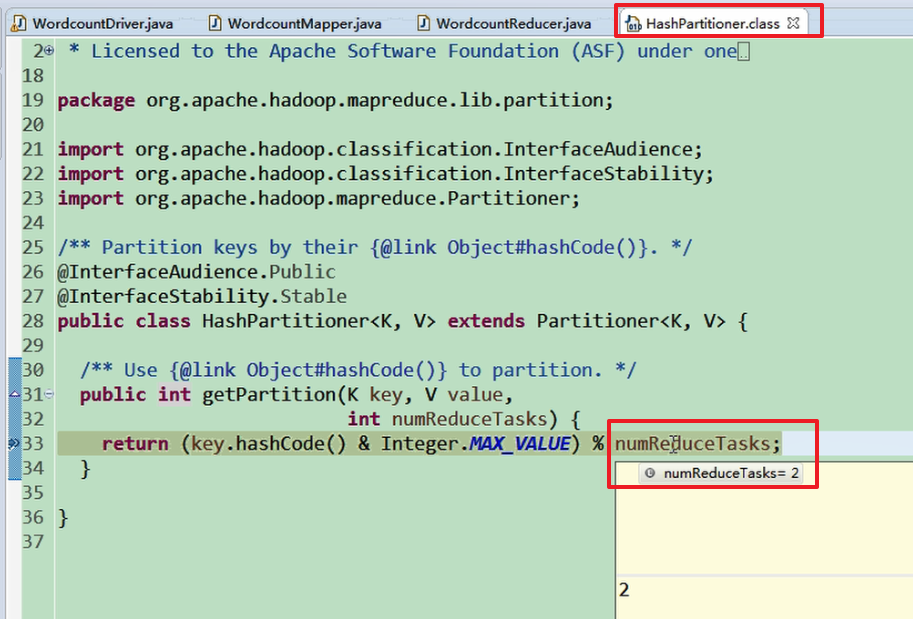 WordcountDriver.java WordcountMapper.java WordcountReducer.java HashPartitioner.class
2 * Licensed to the Apache Software Foundation (ASF) under one
18
19 package org.apache.hadoop.mapreduce.lib.partition;
20
21 import org.apache.hadoop.classification.InterfaceAudience;
22 import org.apache.hadoop.classification.InterfaceStability;
23 import org.apache.hadoop.mapreduce.Partitioner;
24
25 /** Partition keys by their {@link Object#hashCode()}. */
26 @InterfaceAudience.Public
27 @InterfaceStability.Stable
28 public class HashPartitioner<K, V> extends Partitioner<K, V> {
29
30 /** Use {@link Object#hashCode()} to partition. */
31 public int getPartition(K key, V value,
32 int numReduceTasks) {
33 return (key.hashCode() & Integer.MAX_VALUE) % numReduceTasks;
34 }
numReduceTasks= 2
35
36 }
37
2